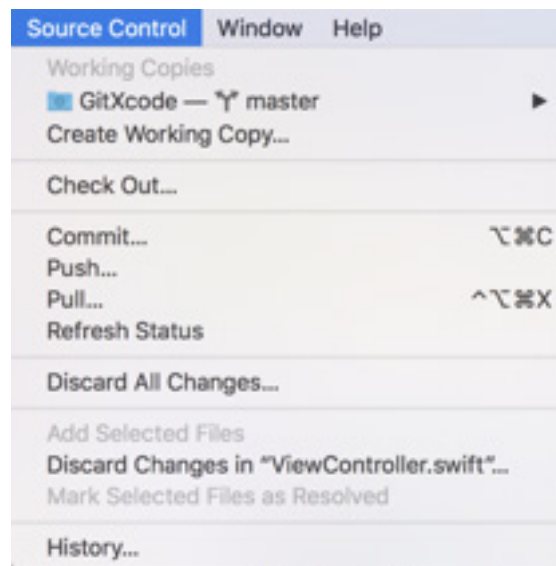 Source Control Window Help
Working Copies
GitXcode — master
Create Working Copy...
Check Out...
Commit... ⌥⌘C
Push...
Pull... ^⌥⌘X
Refresh Status
Discard All Changes...
Add Selected Files
Discard Changes in “ViewController.swift”...
Mark Selected Files as Resolved
History...